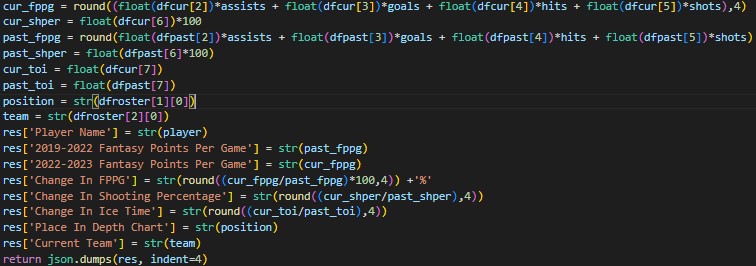 cur_fppg = round((float(dfcur[2])*assists + float(dfcur[3])*goals + float(dfcur[4])*hits + float(dfcur[5])*shots),4)
cur_shper = float(dfcur[6])*100
past_fppg = round(float(dfpast[2])*assists + float(dfpast[3])*goals + float(dfpast[4])*hits + float(dfpast[5])*shots)
past_shper = float(dfpast[6]*100)
cur_toi = float(dfcur[7])
past_toi = float(dfpast[7])
position = str(dfroster[1][0])
team = str(dfroster[2][0])
res['Player Name'] = str(player)
res['2019-2022 Fantasy Points Per Game'] = str(past_fppg)
res['2022-2023 Fantasy Points Per Game'] = str(cur_fppg)
res['Change In FPPG'] = str(round((cur_fppg/past_fppg)*100,4)) +'%'
res['Change In Shooting Percentage'] = str(round((cur_shper/past_shper),4))
res['Change In Ice Time'] = str(round((cur_toi/past_toi),4))
res['Place In Depth Chart'] = str(position)
res['Current Team'] = str(team)
return json.dumps(res, indent=4)